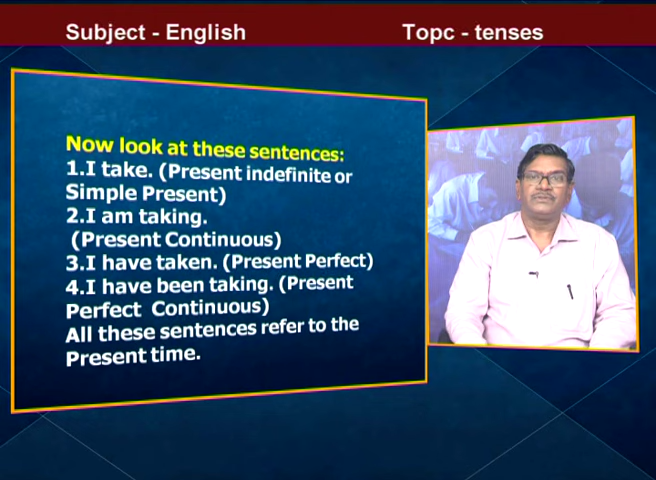 Subject - English
Topc - tenses
Now look at these sentences:
1.I take. (Present indefinite or
Simple Present)
2.I am taking.
(Present Continuous)
3.I have taken. (Present Perfect)
4.I have been taking. (Present
Perfect Continuous)
All these sentences refer to the
Present time.